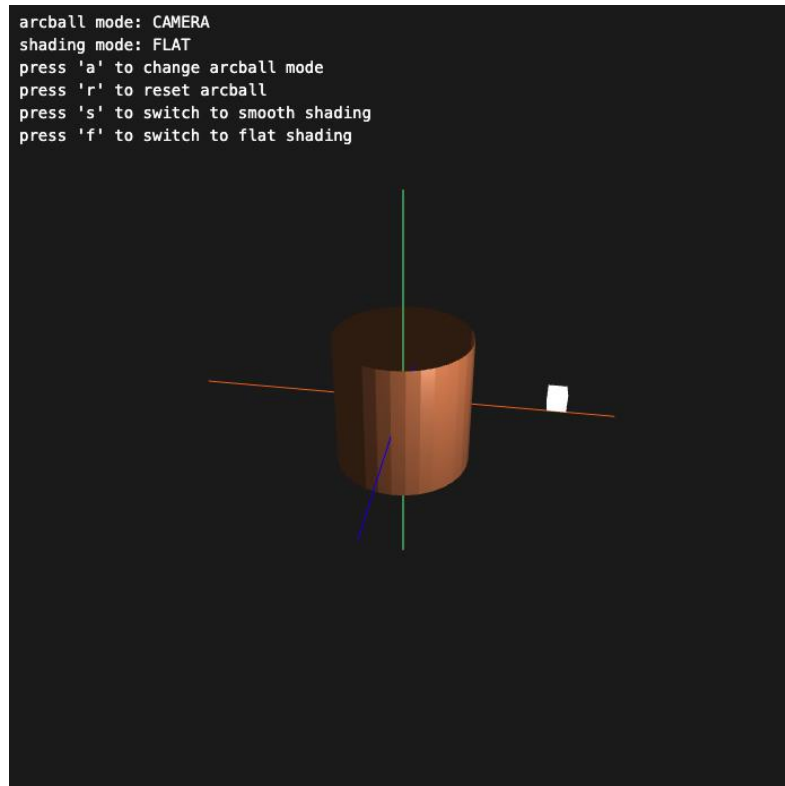 arcball mode: CAMERA
shading mode: FLAT
press 'a' to change arcball mode
press 'r' to reset arcball
press 's' to switch to smooth shading
press 'f' to switch to flat shading